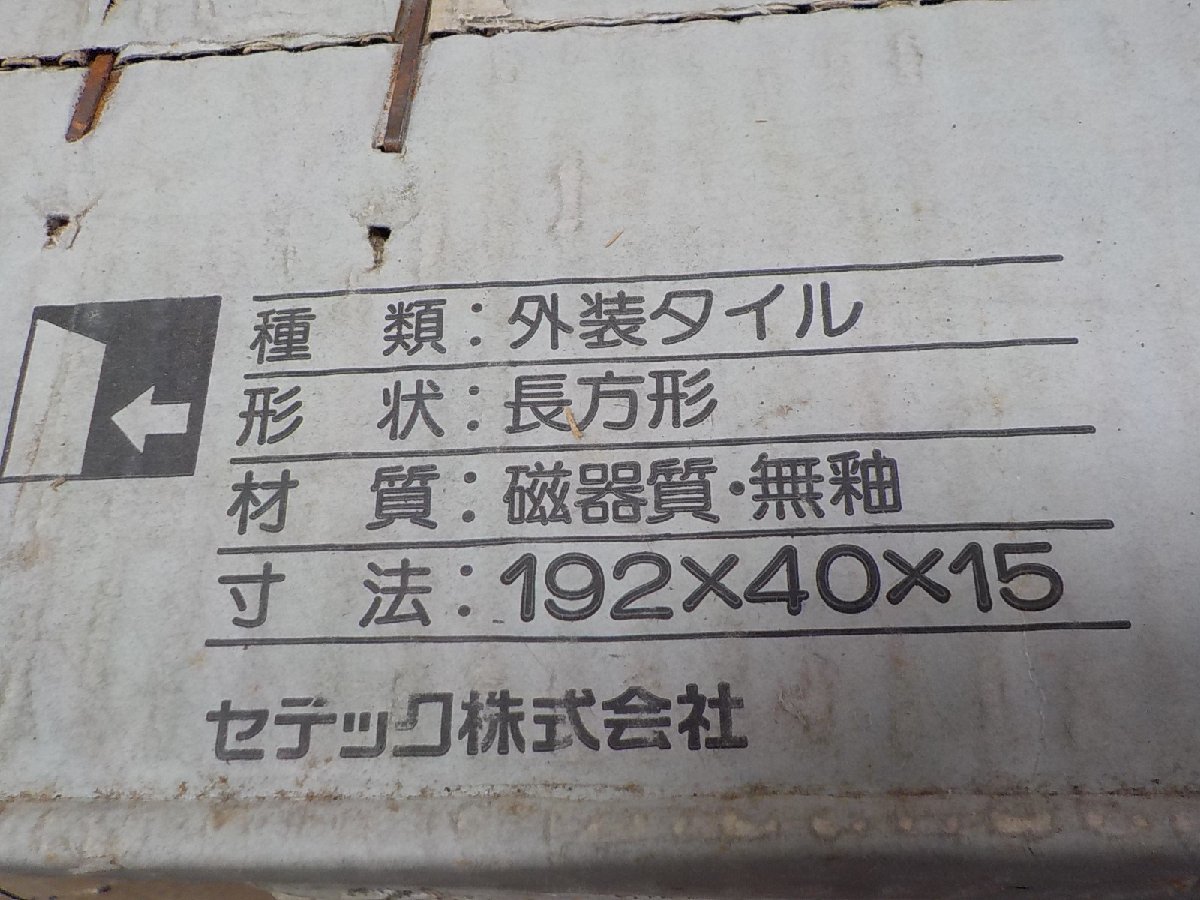 種類：外装タイル
形状：長方形
材質：磁器質・無釉
寸法：192×40×15
セデック株式会社